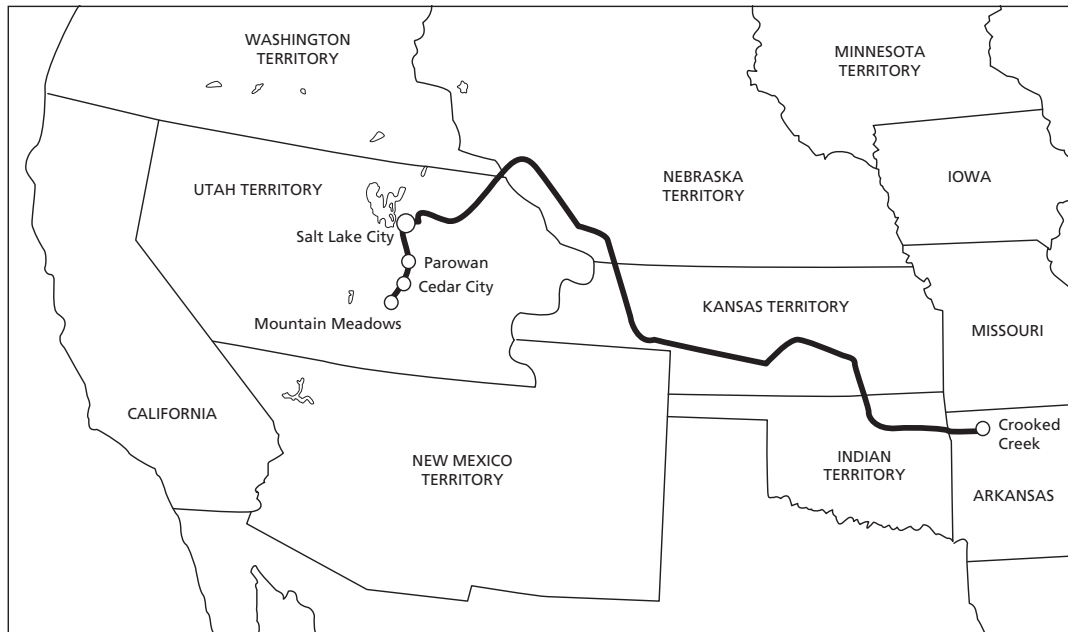 WASHINGTON
TERRITORY
MINNESOTA
TERRITORY
UTAH TERRITORY
NEBRASKA
TERRITORY
IOWA
Salt Lake City
Parowan
Cedar City
Mountain Meadows
KANSAS TERRITORY
MISSOURI
CALIFORNIA
Crooked
Creek
NEW MEXICO
TERRITORY
INDIAN
TERRITORY
ARKANSAS